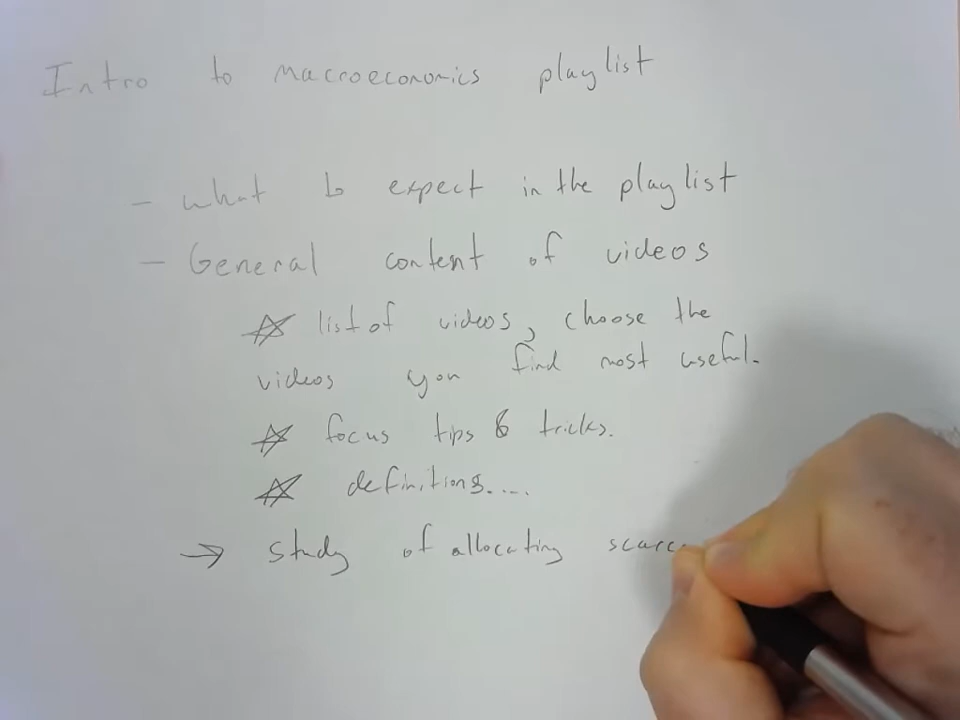 Intro to macroeconomics playlist
- what to expect in the playlist
- General content of videos
☆ list of videos, choose the
videos you find most useful.
☆ focus tips & tricks.
☆ definitions....
→ study of allocating scarc